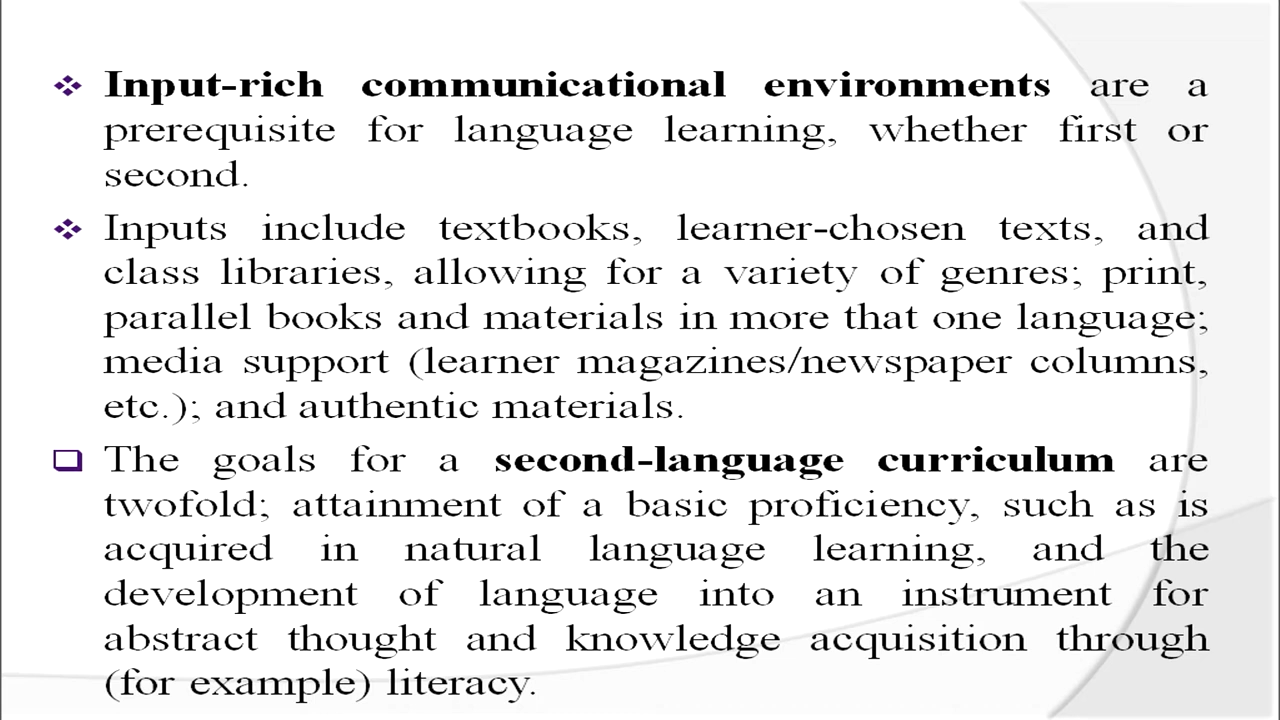 Input-rich communicational environments are a
prerequisite for language learning, whether first or
second.
Inputs include textbooks, learner-chosen texts, and
class libraries, allowing for a variety of genres; print,
parallel books and materials in more that one language;
media support (learner magazines/newspaper columns,
etc.); and authentic materials.
The goals for a second-language curriculum are
twofold; attainment of a basic proficiency, such as is
acquired in natural language learning, and the
development of language into an instrument for
abstract thought and knowledge acquisition through
(for example) literacy.